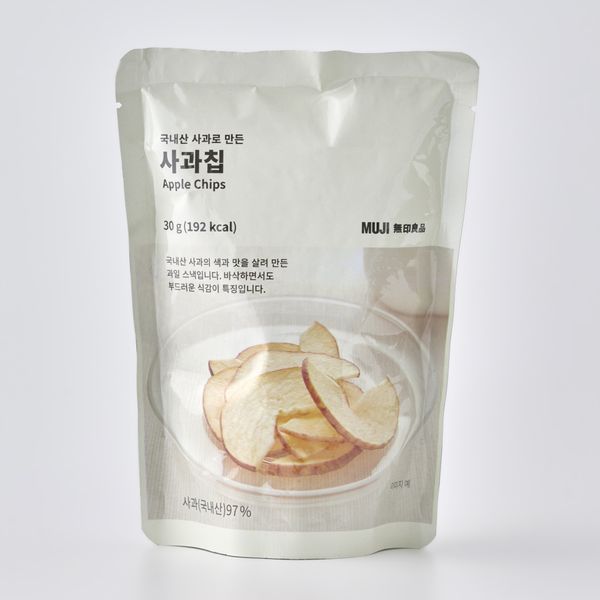 국내산 사과로 만든
사과칩
Apple Chips
30 g (192 kcal)
MUJI 無印良品
국내산 사과의 색과 맛을 살려 만든
과일 스낵입니다. 바삭하면서도
부드러운 식감이 특징입니다.
예
사과(국내산)97%